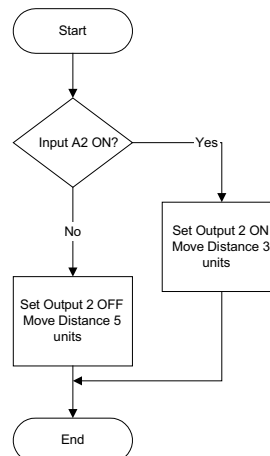 Start
Input A2 ON?
Yes
No
Set Output 2 ON
Move Distance 3
units
Set Output 2 OFF
Move Distance 5
units
End